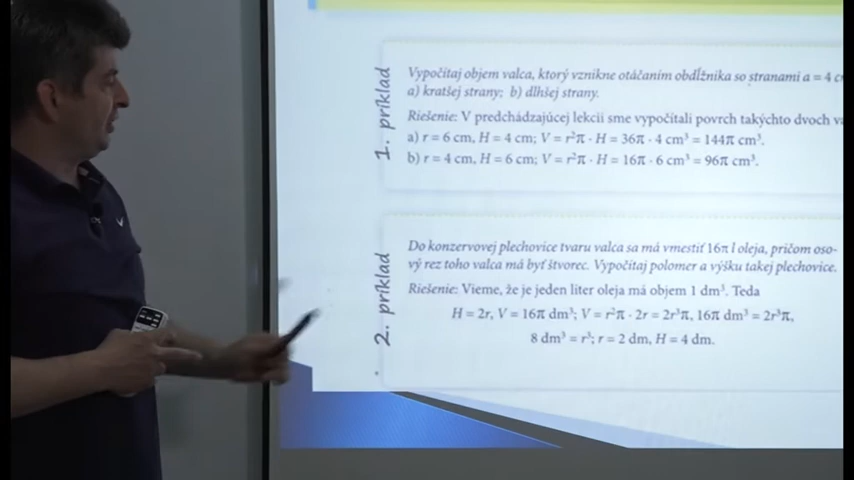 1. príklad
Vypočítaj objem valca, ktorý vznikne otáčaním obdĺžnika so stranami a = 4
a) kratšej strany; b) dlhšej strany.
Riešenie: V predchádzajúcej lekcii sme vypočítali povrch takýchto dvoch
a) r = 6 cm, H = 4 cm; V = r²π · H = 36π · 4 cm³ = 144π cm³.
b) r = 4 cm, H = 6 cm; V = r²π · H = 16π · 6 cm³ = 96π cm³.
2. príklad
Do konzervovej plechovice tvaru valca sa má vmestiť 16π l oleja, pričom oso-
vý rez toho valca má byť štvorec. Vypočítaj polomer a výšku takej plechovice.
Riešenie: Vieme, že je jeden liter oleja má objem 1 dm³. Teda
H = 2r, V = 16π dm³; V = r²π · 2r = 2r³π, 16π dm³ = 2r³π,
8 dm³ = r³; r = 2 dm, H = 4 dm.